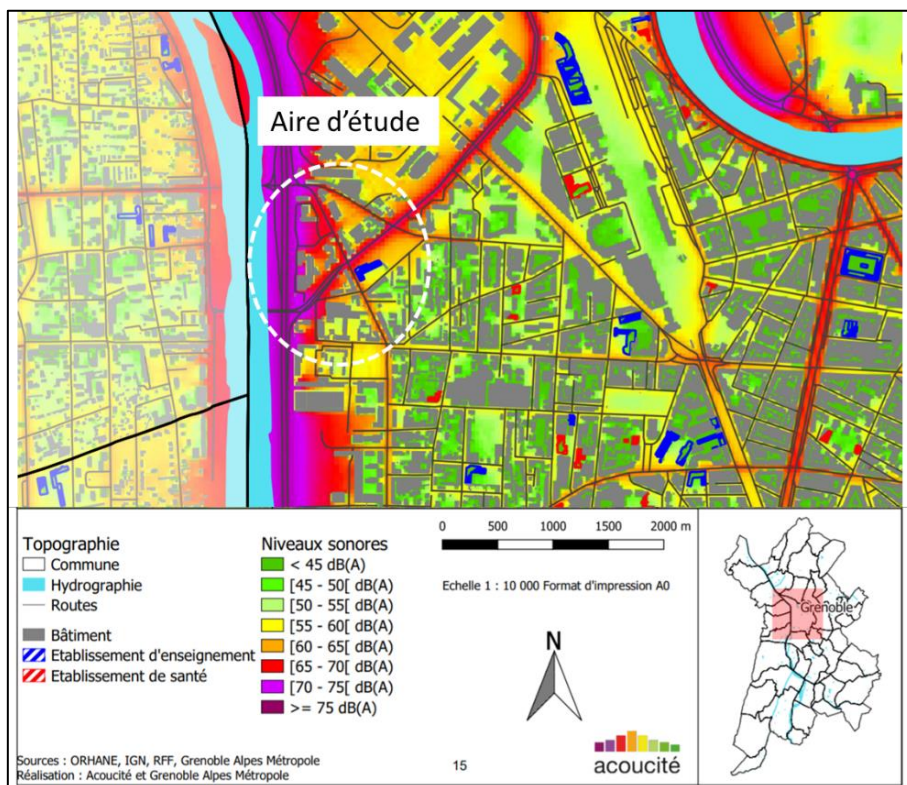 Aire d'étude
Topographie
Commune
Hydrographie
Routes
Bâtiment
Etablissement d'enseignement
Etablissement de santé
Niveaux sonores
< 45 dB(A)
[45 - 50[ dB(A)
[50 - 55[ dB(A)
[55 - 60[ dB(A)
[60 - 65[ dB(A)
[65 - 70[ dB(A)
[70 - 75[ dB(A)
>= 75 dB(A)
0 500 1000 1500 2000 m
Echelle 1 : 10 000 Format d'impression A0
N
Grenoble
Sources : ORHANE, IGN, RFF, Grenoble Alpes Métropole
Réalisation : Acoucité et Grenoble Alpes Métropole
15
acoucité